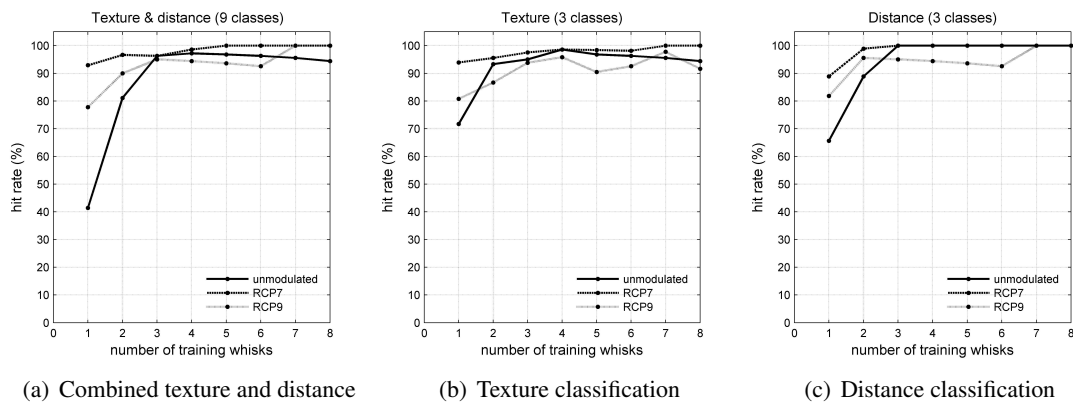 Texture & distance (9 classes)
hit rate (%)
100
90
80
70
60
50
40
30
20
10
0
unmodulated
RCP7
RCP9
0 1 2 3 4 5 6 7 8
number of training whisks
(a) Combined texture and distance
Texture (3 classes)
hit rate (%)
100
90
80
70
60
50
40
30
20
10
0
unmodulated
RCP7
RCP9
0 1 2 3 4 5 6 7 8
number of training whisks
(b) Texture classification
Distance (3 classes)
hit rate (%)
100
90
80
70
60
50
40
30
20
10
0
unmodulated
RCP7
RCP9
0 1 2 3 4 5 6 7 8
number of training whisks
(c) Distance classification